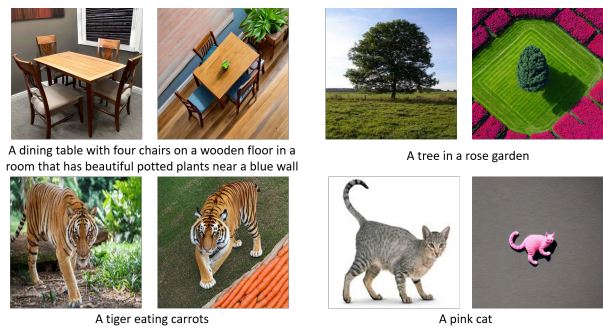 A dining table with four chairs on a wooden floor in a
room that has beautiful potted plants near a blue wall
A tree in a rose garden
A tiger eating carrots
A pink cat